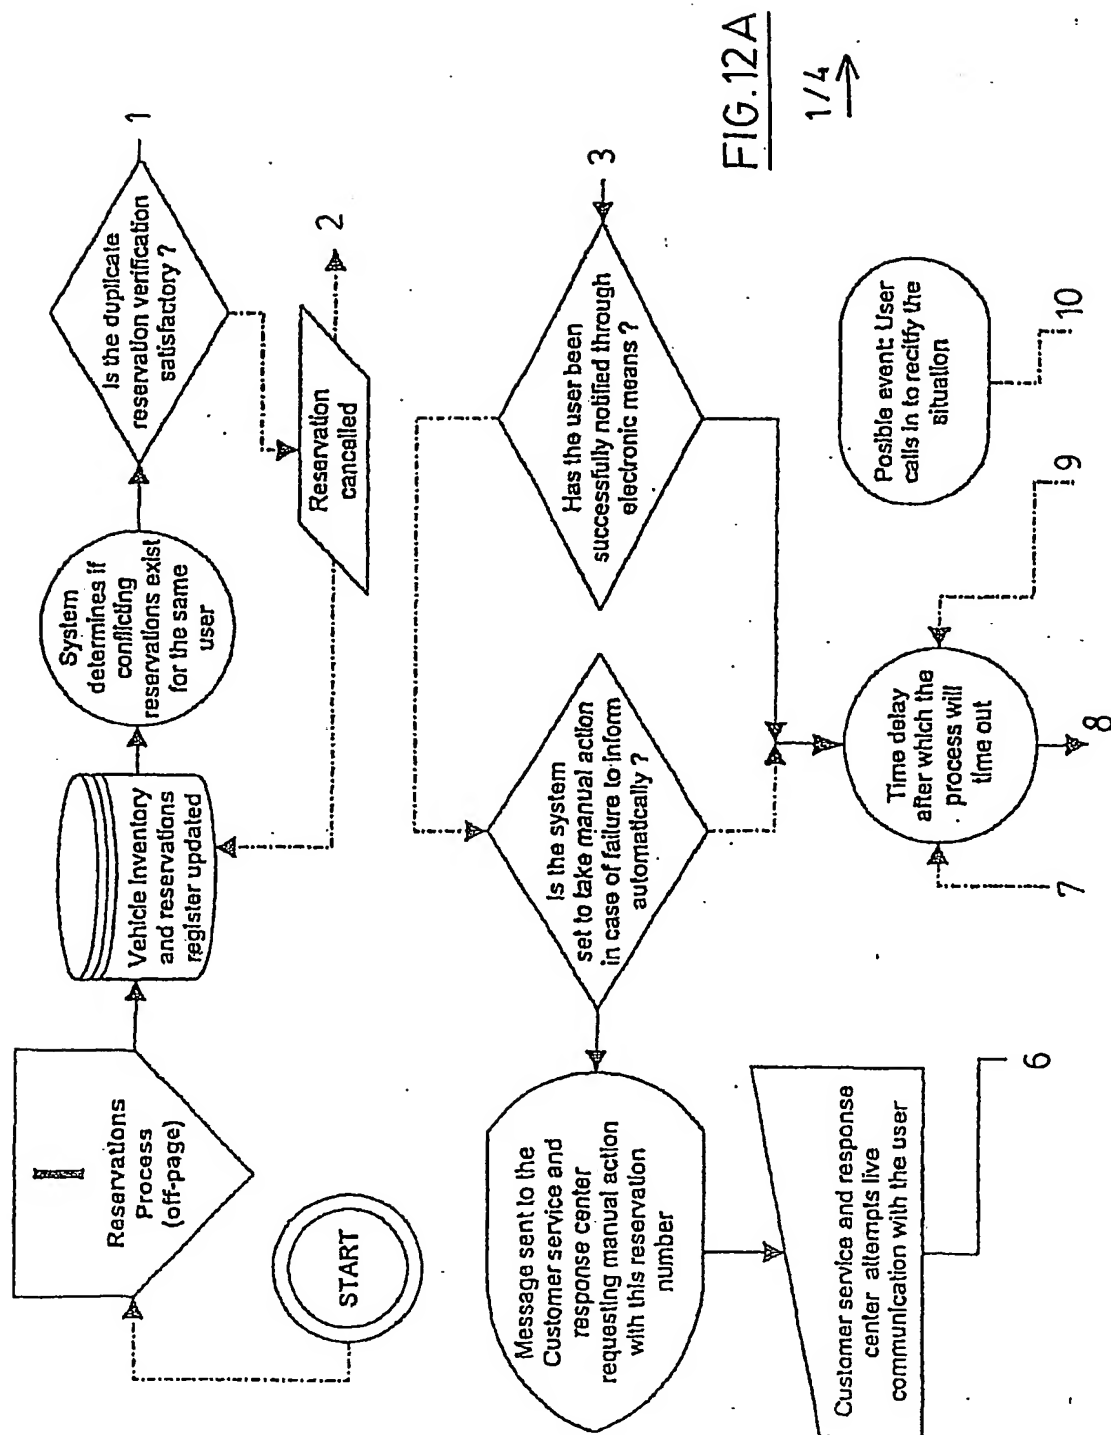 START
I
Reservations
Process
(off-page)
Vehicle Inventory
and reservations
register updated
System
determines if
conflicting
reservations exist
for the same
user
Is the duplicate
reservation verification
satisfactory ?
1
Reservation
cancelled
2
Message sent to the
Customer service and
response center
requesting manual action
with this reservation
number
Is the system
set to take manual action
in case of failure to inform
automatically ?
Has the user been
successfully notified through
electronic means ?
3
Customer service and response
center attempts live
communication with the user
6
Time delay
after which the
process will
time out
7
8
9
Posible event: User
calls in to recify the
situation
10
FIG.12A
1/4